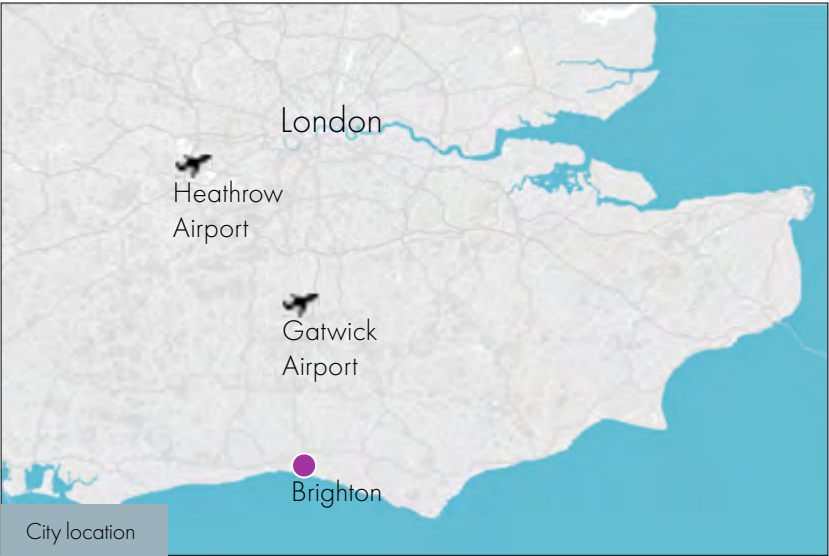 London
Heathrow
Airport
Gatwick
Airport
Brighton
City location